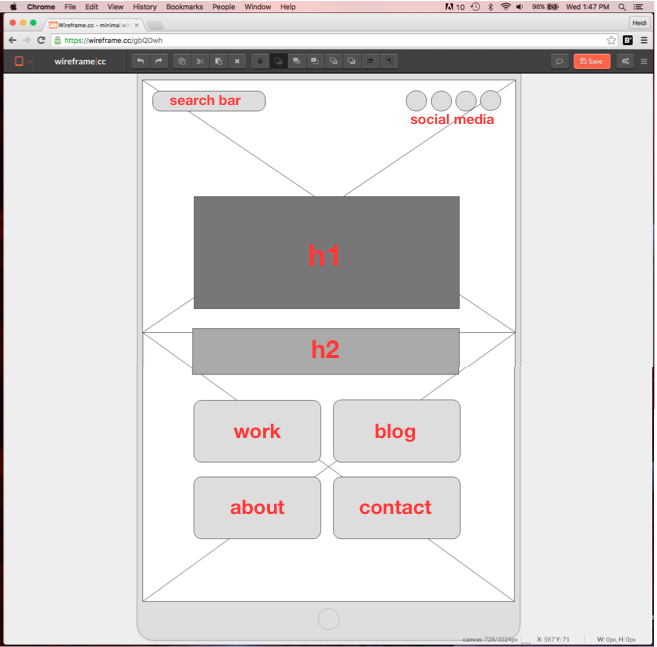 Chrome File Edit View History Bookmarks People Window Help
10 98% Wed 1:47 PM
Wireframe.cc - minimal wi
Heidi
https://wireframe.cc/gbQDwh
wireframe|cc
Save
search bar
social media
h1
h2
work blog
about contact
canvas: 728/1024px X: 587 Y: 71 W: 0px, H: 0px